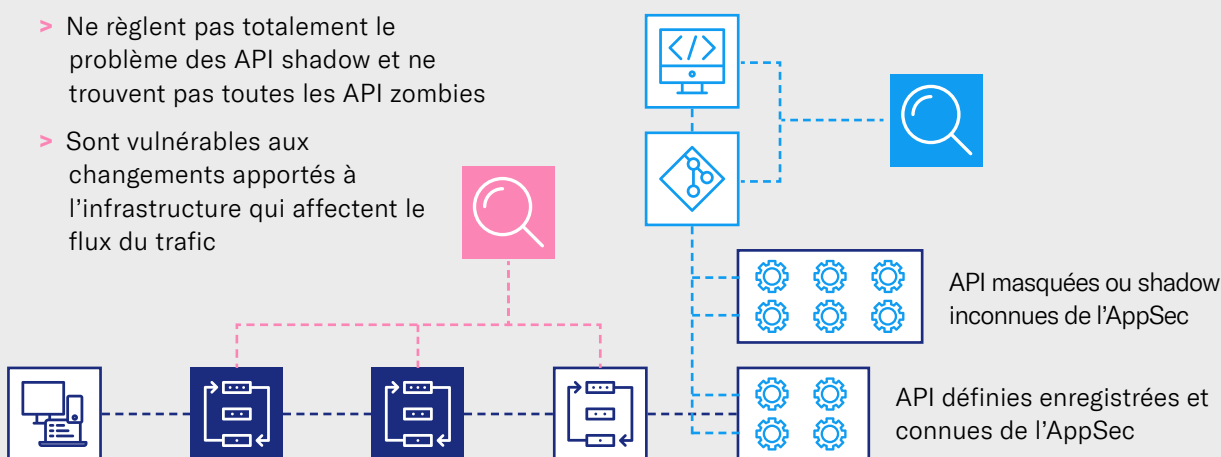 > Ne règlent pas totalement le
problème des API shadow et ne
trouvent pas toutes les API zombies
> Sont vulnérables aux
changements apportés à
l’infrastructure qui affectent le
flux du trafic
</>
API masquées ou shadow
inconnues de l’AppSec
API définies enregistrées et
connues de l’AppSec